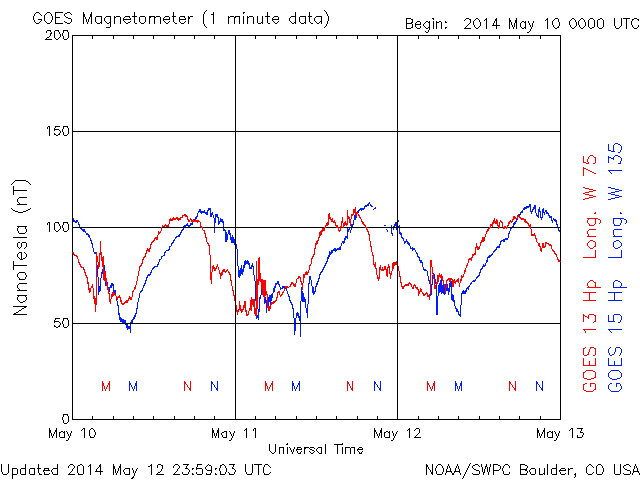 GOES Magnetometer (1 minute data)
Begin: 2014 May 10 0000 UTC
200
150
100
50
0
NanoTesla (nT)
M M N N M M N N M M N N
May 10 May 11 May 12 May 13
Universal Time
GOES 13 Hp Long. W 75
GOES 15 Hp Long. W 135
Updated 2014 May 12 23:59:03 UTC
NOAA/SWPC Boulder, CO USA